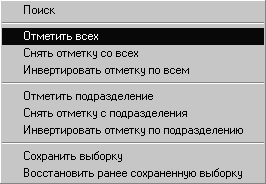 Поиск
Отметить всех
Снять отметку со всех
Инвертировать отметку по всем
Отметить подразделение
Снять отметку с подразделения
Инвертировать отметку по подразделению
Сохранить выборку
Восстановить ранее сохраненную выборку